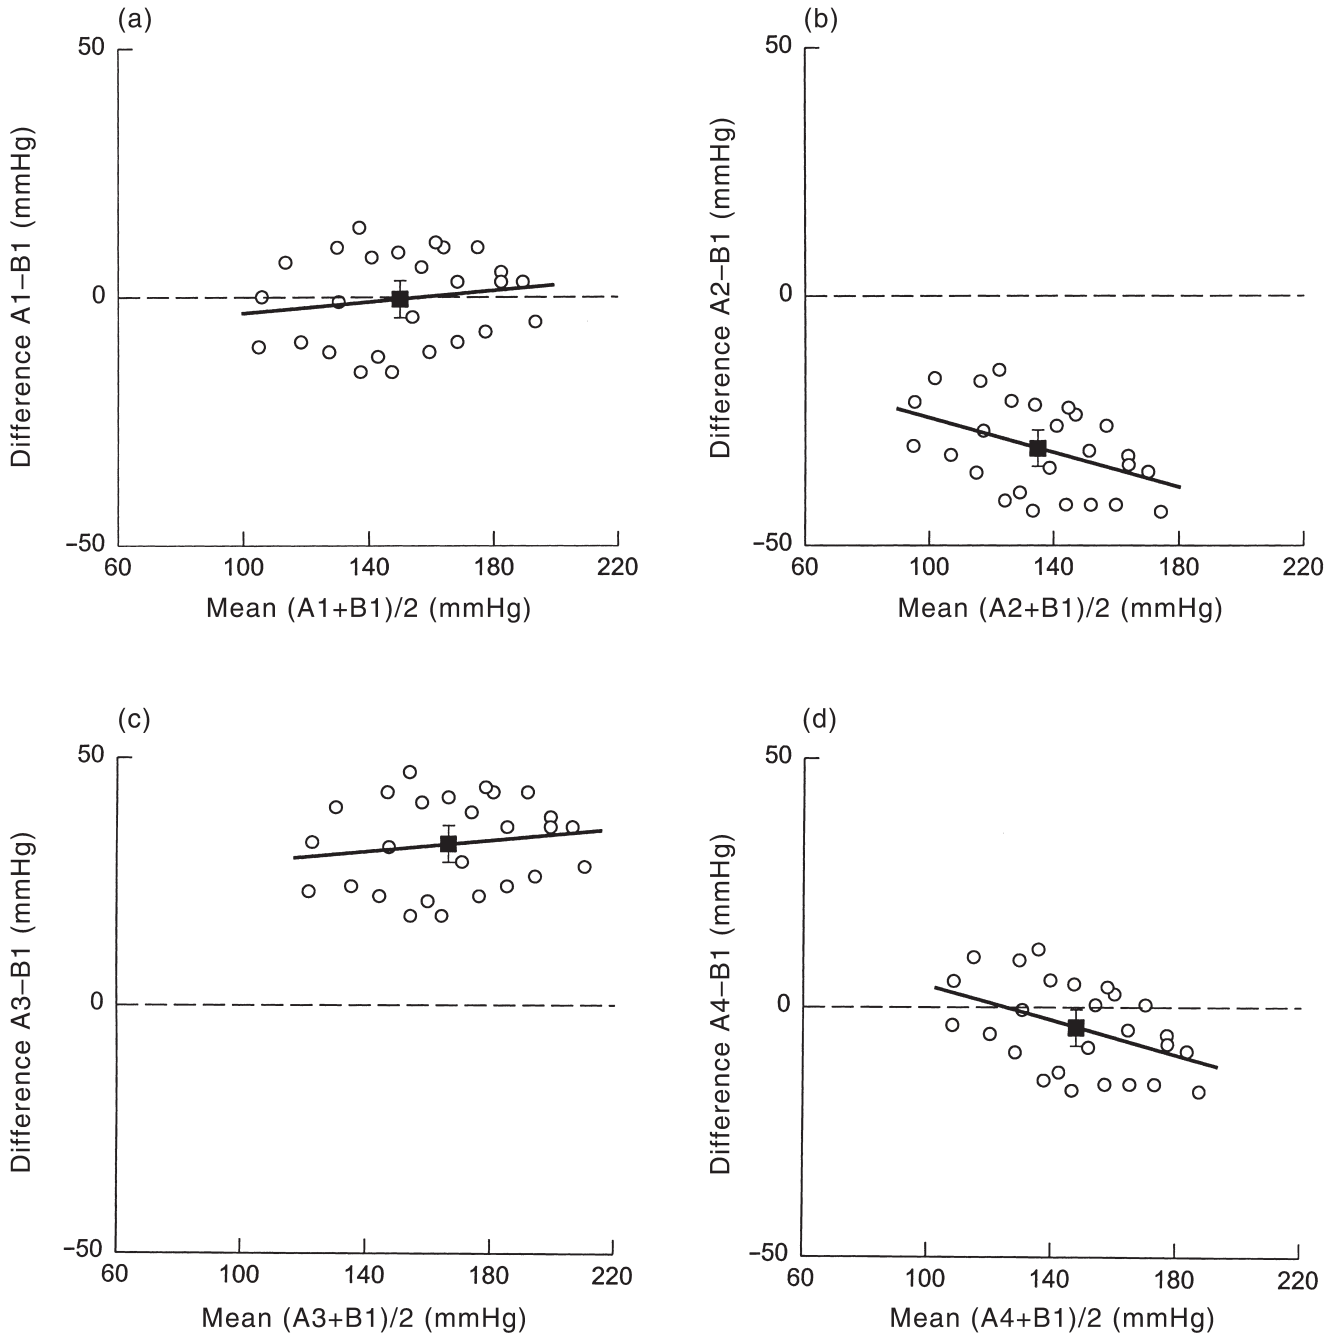 (a)
50
0
−50
60 100 140 180 220
Difference A1−B1 (mmHg)
Mean (A1+B1)/2 (mmHg)
(b)
50
0
−50
60 100 140 180 220
Difference A2−B1 (mmHg)
Mean (A2+B1)/2 (mmHg)
(c)
50
0
−50
60 100 140 180 220
Difference A3−B1 (mmHg)
Mean (A3+B1)/2 (mmHg)
(d)
50
0
−50
60 100 140 180 220
Difference A4−B1 (mmHg)
Mean (A4+B1)/2 (mmHg)